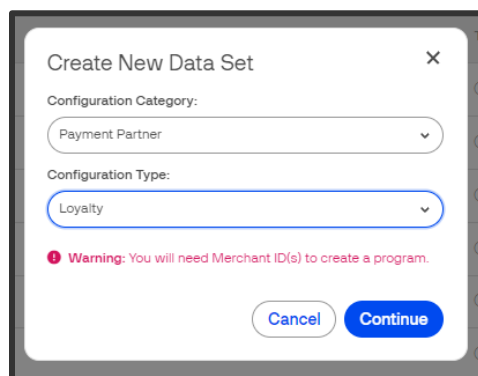 Create New Data Set
Configuration Category:
Payment Partner
Configuration Type:
Loyalty
Warning: You will need Merchant ID(s) to create a program.
Cancel
Continue